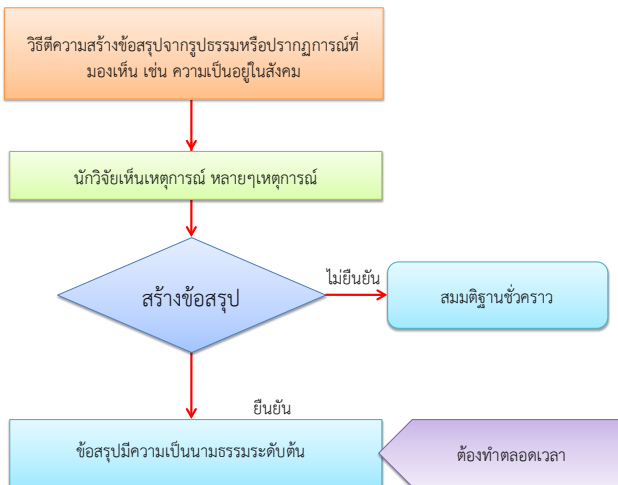 วิธีตีความสร้างข้อสรุปจากรูปธรรมหรือปรากฏการณ์ที่
มองเห็น เช่น ความเป็นอยู่ในสังคม
นักวิจัยเห็นเหตุการณ์ หลายๆเหตุการณ์
สร้างข้อสรุป
ไม่ยืนยัน
สมมติฐานชั่วคราว
ยืนยัน
ข้อสรุปมีความเป็นนามธรรมระดับต้น
ต้องทำตลอดเวลา